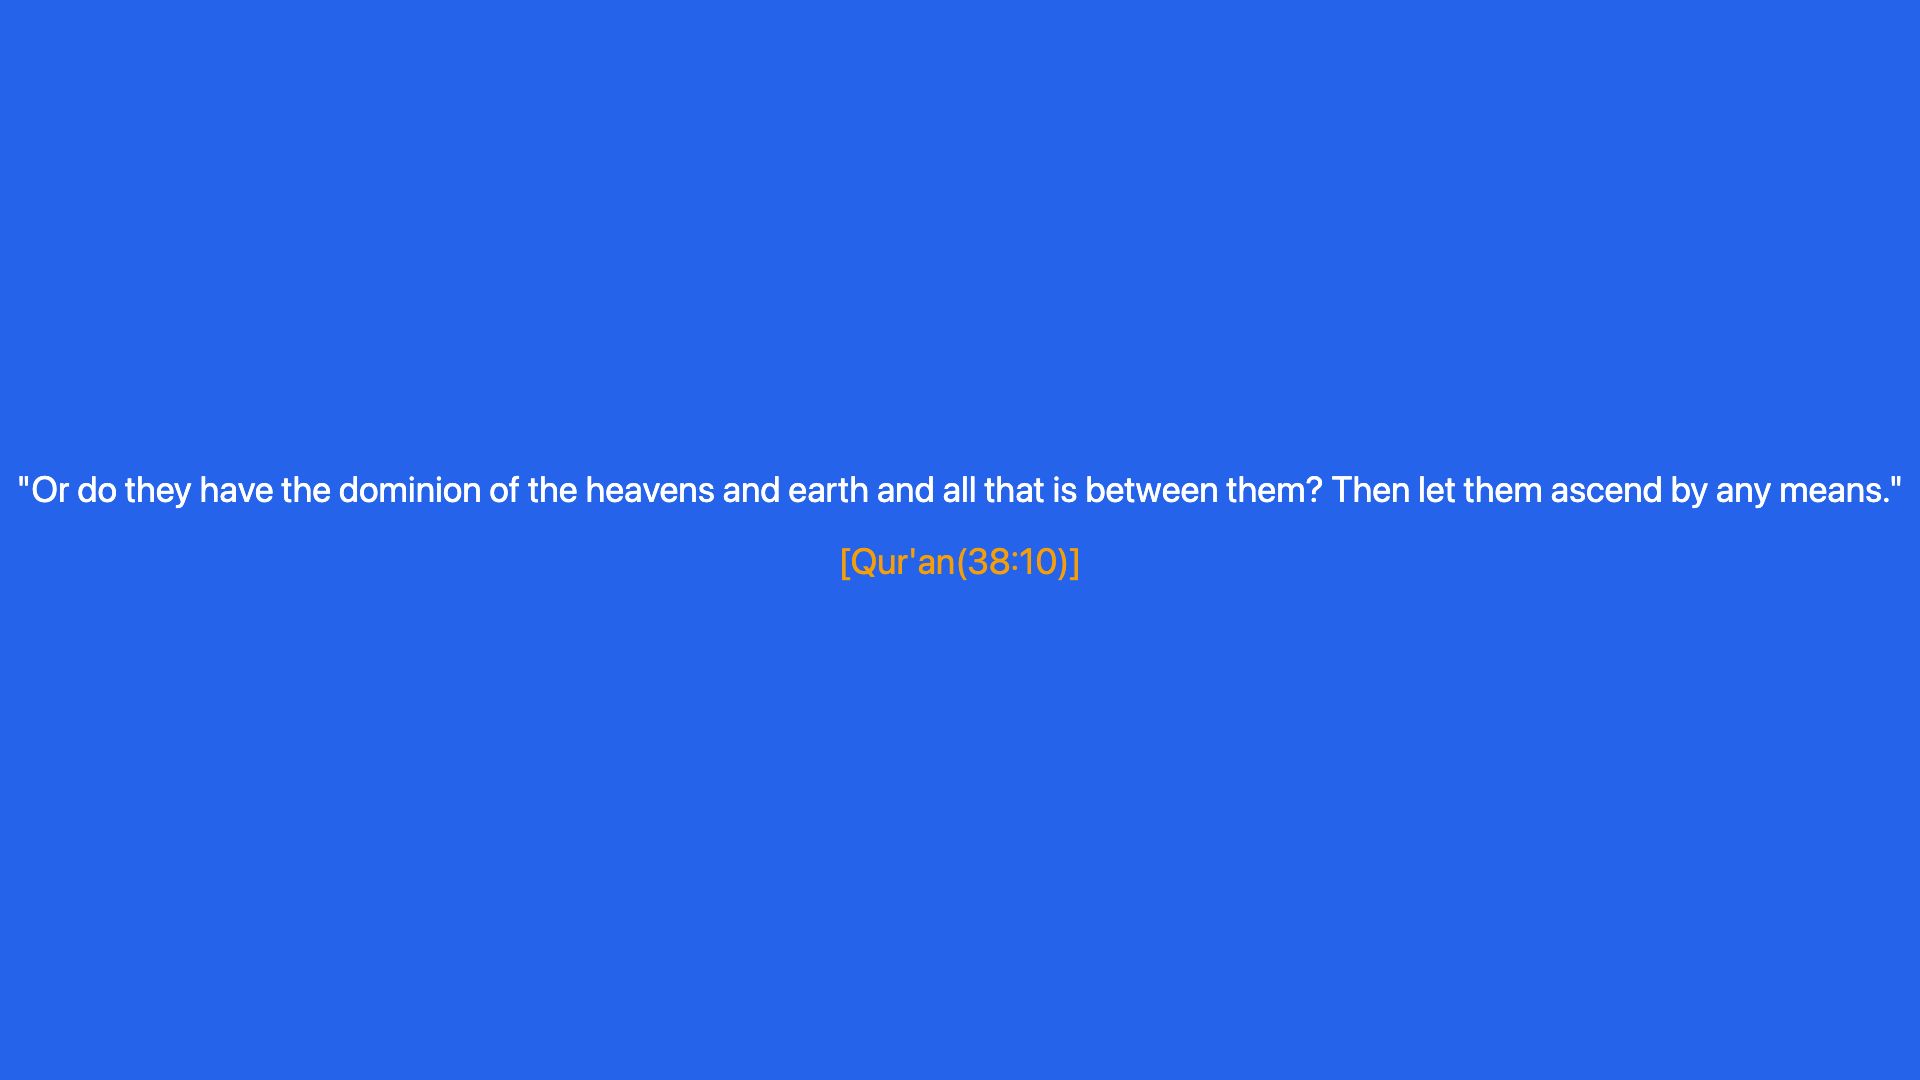 "Or do they have the dominion of the heavens and earth and all that is between them? Then let them ascend by any means."
[Qur'an(38:10)]